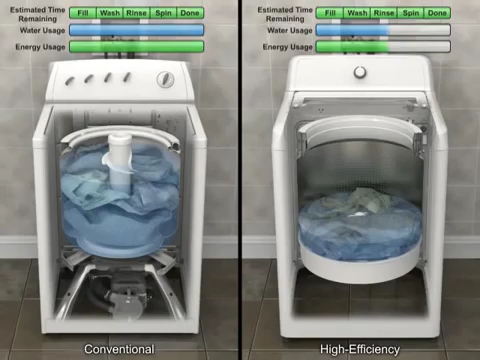 Estimated Time Remaining
Fill Wash Rinse Spin Done
Water Usage
Energy Usage
Conventional
Estimated Time Remaining
Fill Wash Rinse Spin Done
Water Usage
Energy Usage
High-Efficiency